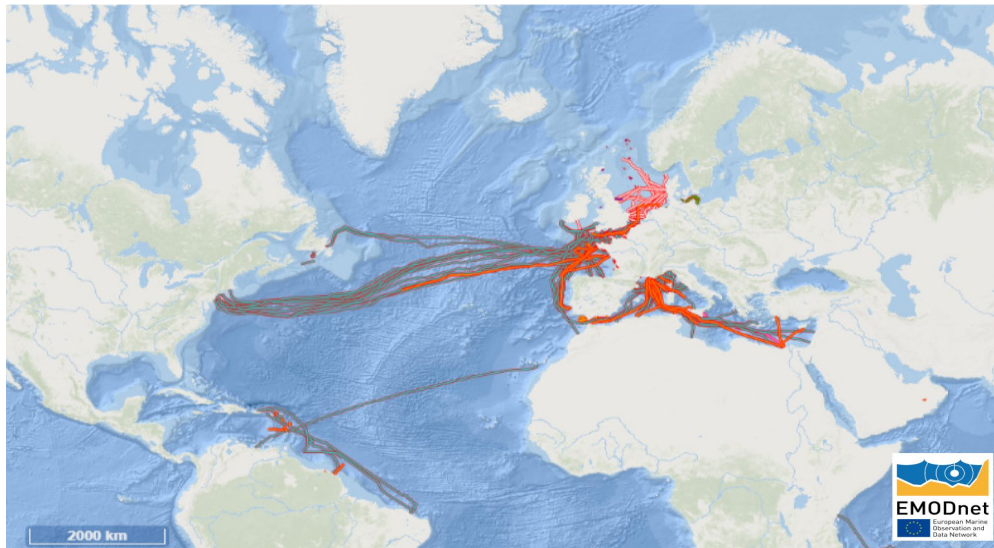 2000 km
EMODnet
European Marine
Observation and
Data Network